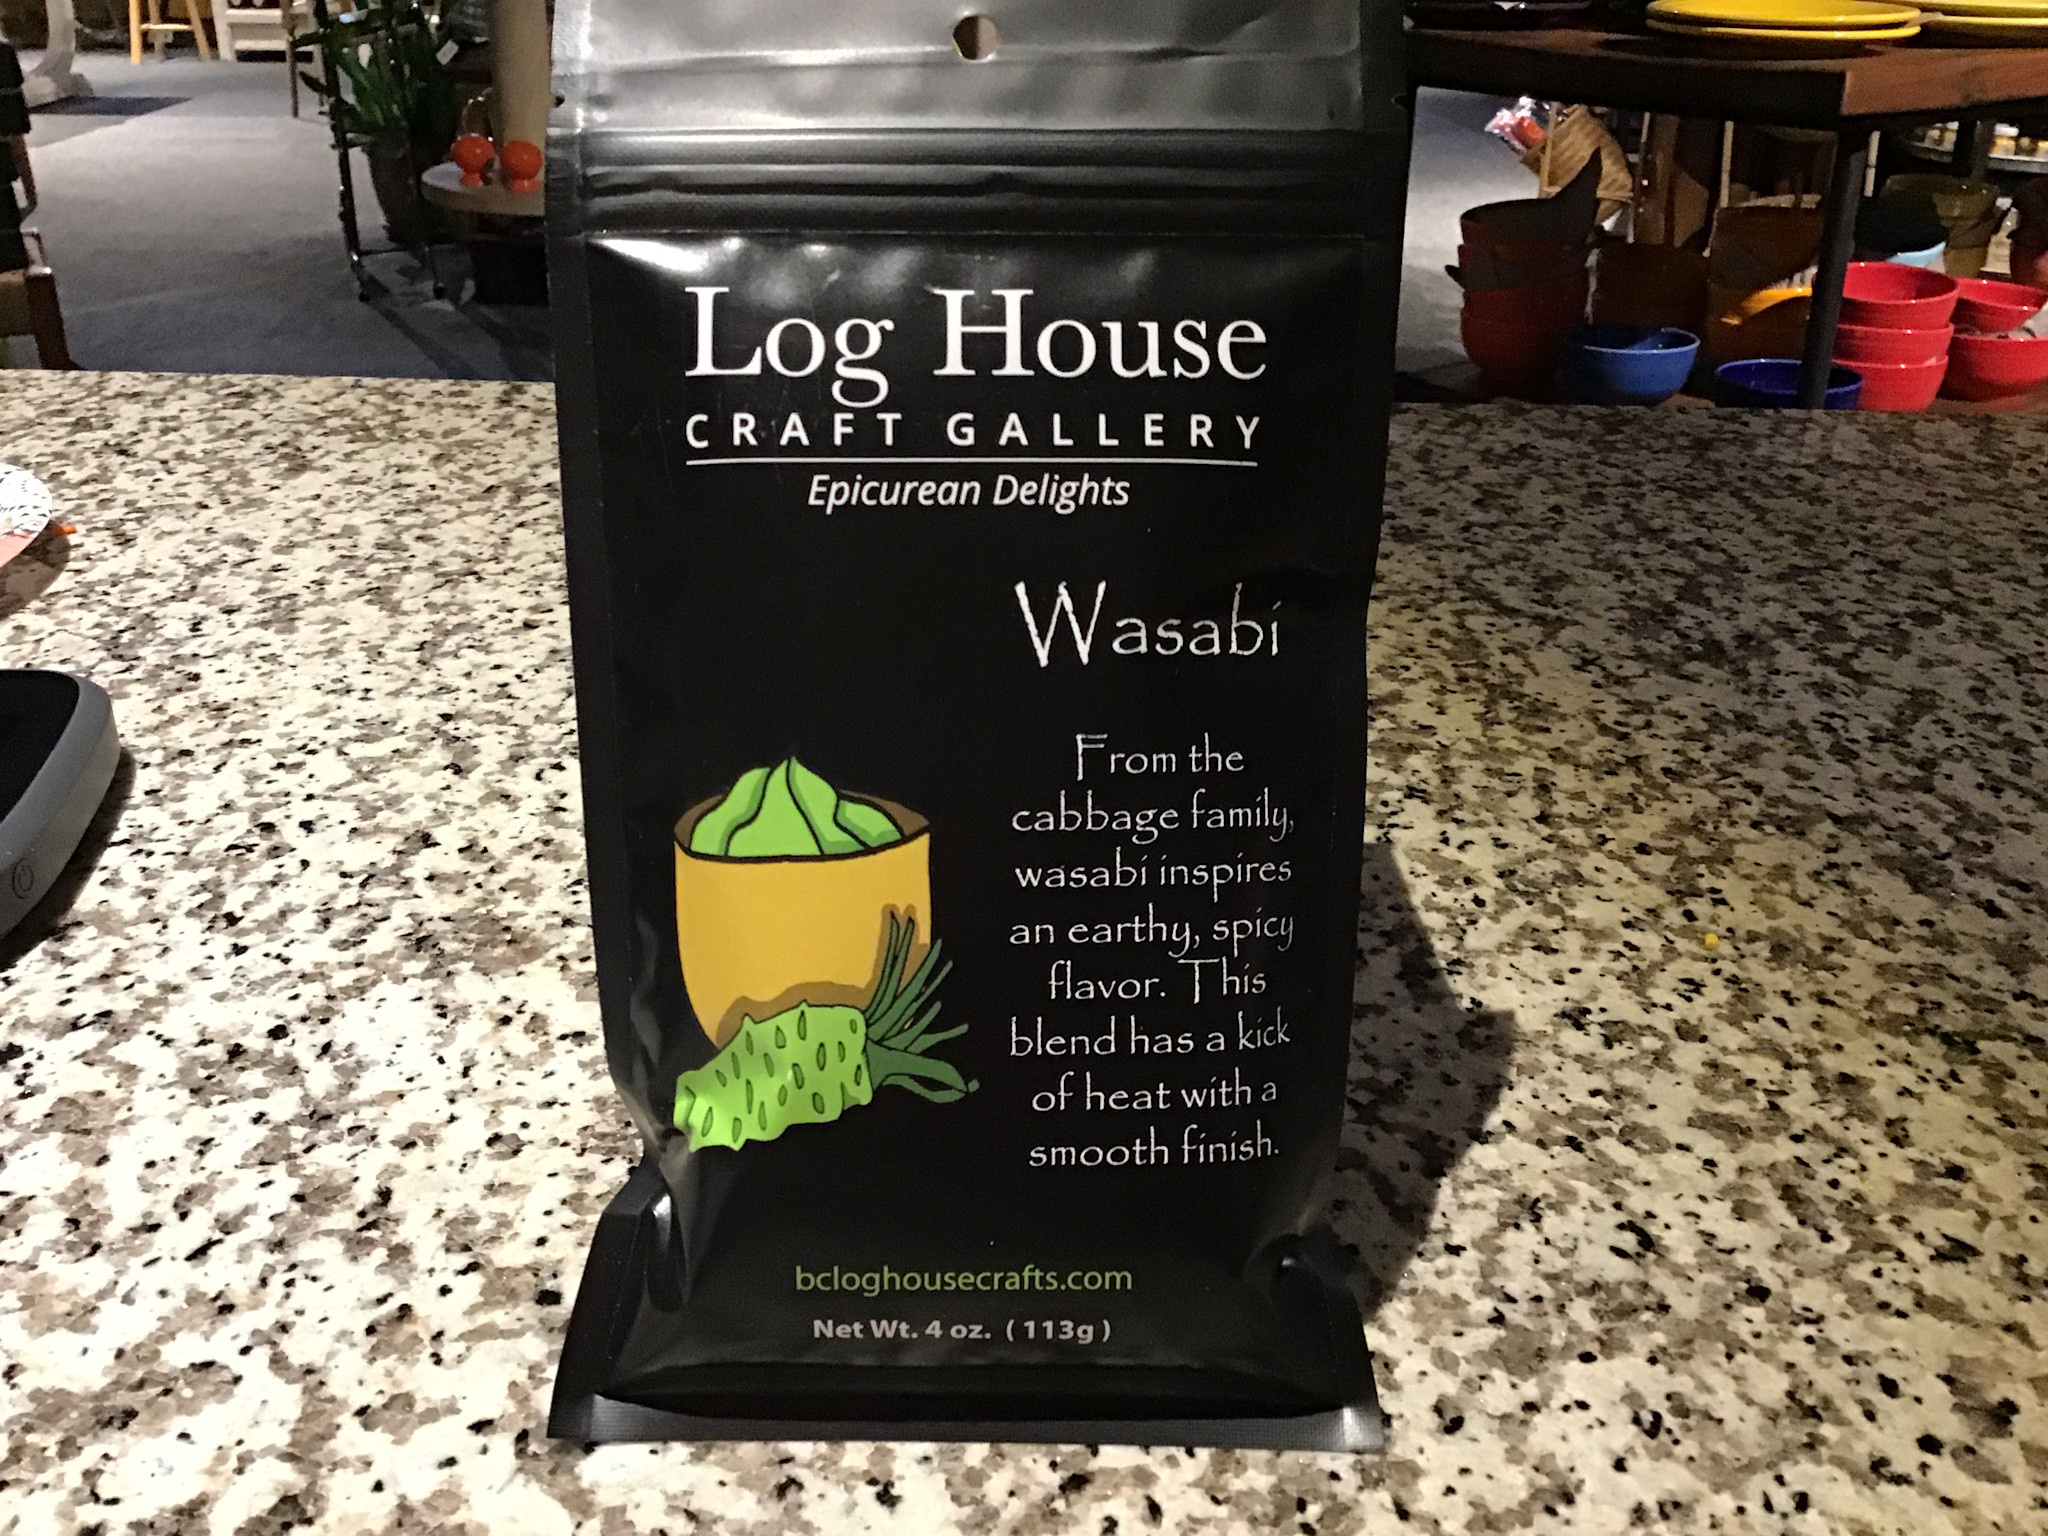 Log House
CRAFT GALLERY
Epicurean Delights
Wasabi
From the
cabbage family,
wasabi inspires
an earthy, spicy
flavor. This
blend has a kick
of heat with a
smooth finish.
bcloghousecrafts.com
Net Wt. 4 oz. (113g)